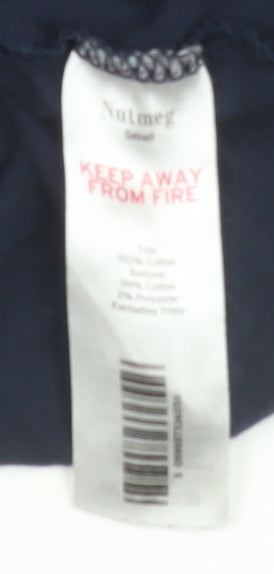 Nutmeg
Small
KEEP AWAY
FROM FIRE
Top:
100% Cotton
Bottom:
98% Cotton
2% Polyester
Excluding Trims